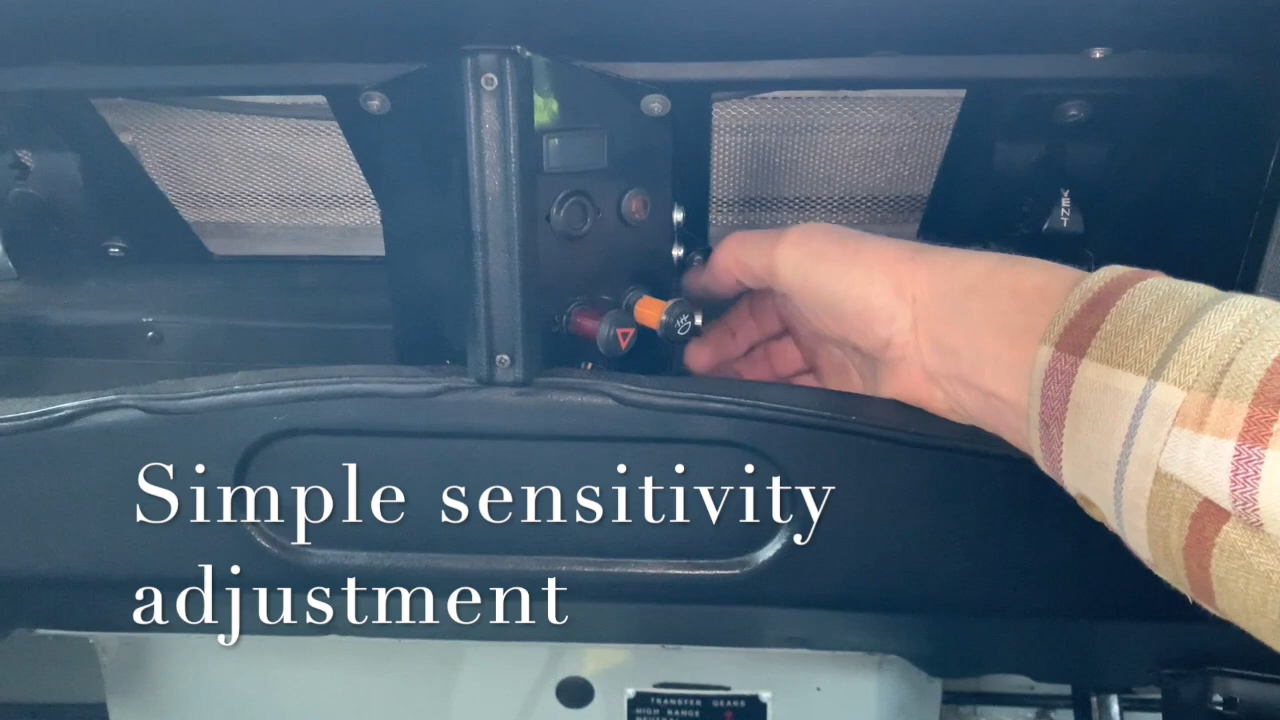 VENT
Simple sensitivity
adjustment
TRANSFER GEARS
HIGH RANGE